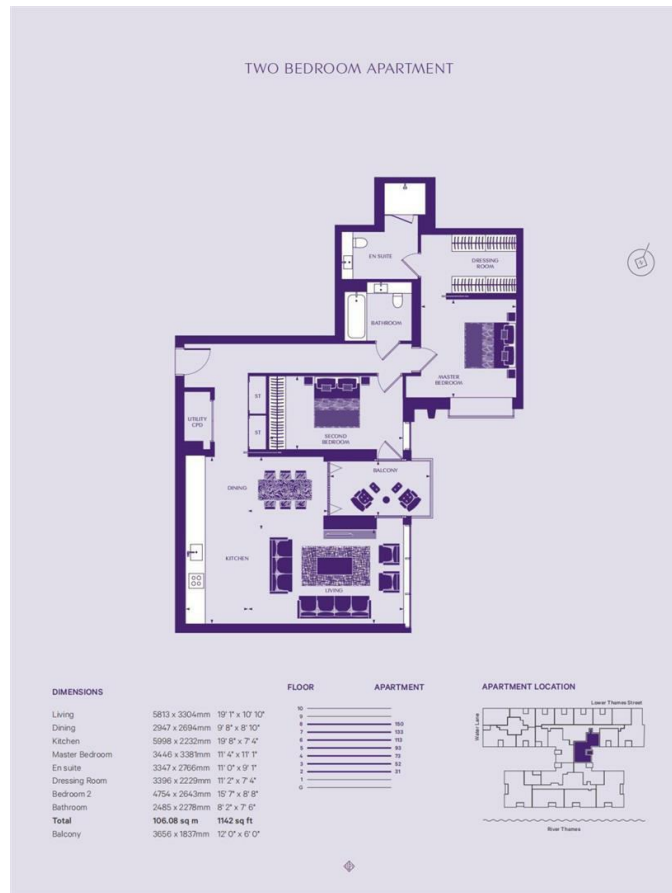 TWO BEDROOM APARTMENT
EN SUITE
DRESSING
ROOM
BATHROOM
MASTER
BEDROOM
UTILITY
CPD
ST
ST
SECOND
BEDROOM
BALCONY
DINING
KITCHEN
LIVING
DIMENSIONS
Living 5813 x 3304mm 19' 1" x 10' 10"
Dining 2947 x 2694mm 9' 8" x 8' 10"
Kitchen 5998 x 2232mm 19' 8" x 7' 4"
Master Bedroom 3446 x 3381mm 11' 4" x 11' 1"
En suite 3347 x 2766mm 11' 0" x 9' 1"
Dressing Room 3396 x 2229mm 11' 2" x 7' 4"
Bedroom 2 4754 x 2643mm 15' 7" x 8' 8"
Bathroom 2485 x 2278mm 8' 2" x 7' 6"
Total 106.08 sq m 1142 sq ft
Balcony 3656 x 1837mm 12' 0" x 6' 0"
FLOOR APARTMENT
10
9
8 150
7 133
6 113
5 93
4 73
3 52
2 31
1
G
APARTMENT LOCATION
Lower Thames Street
Water Lane
River Thames